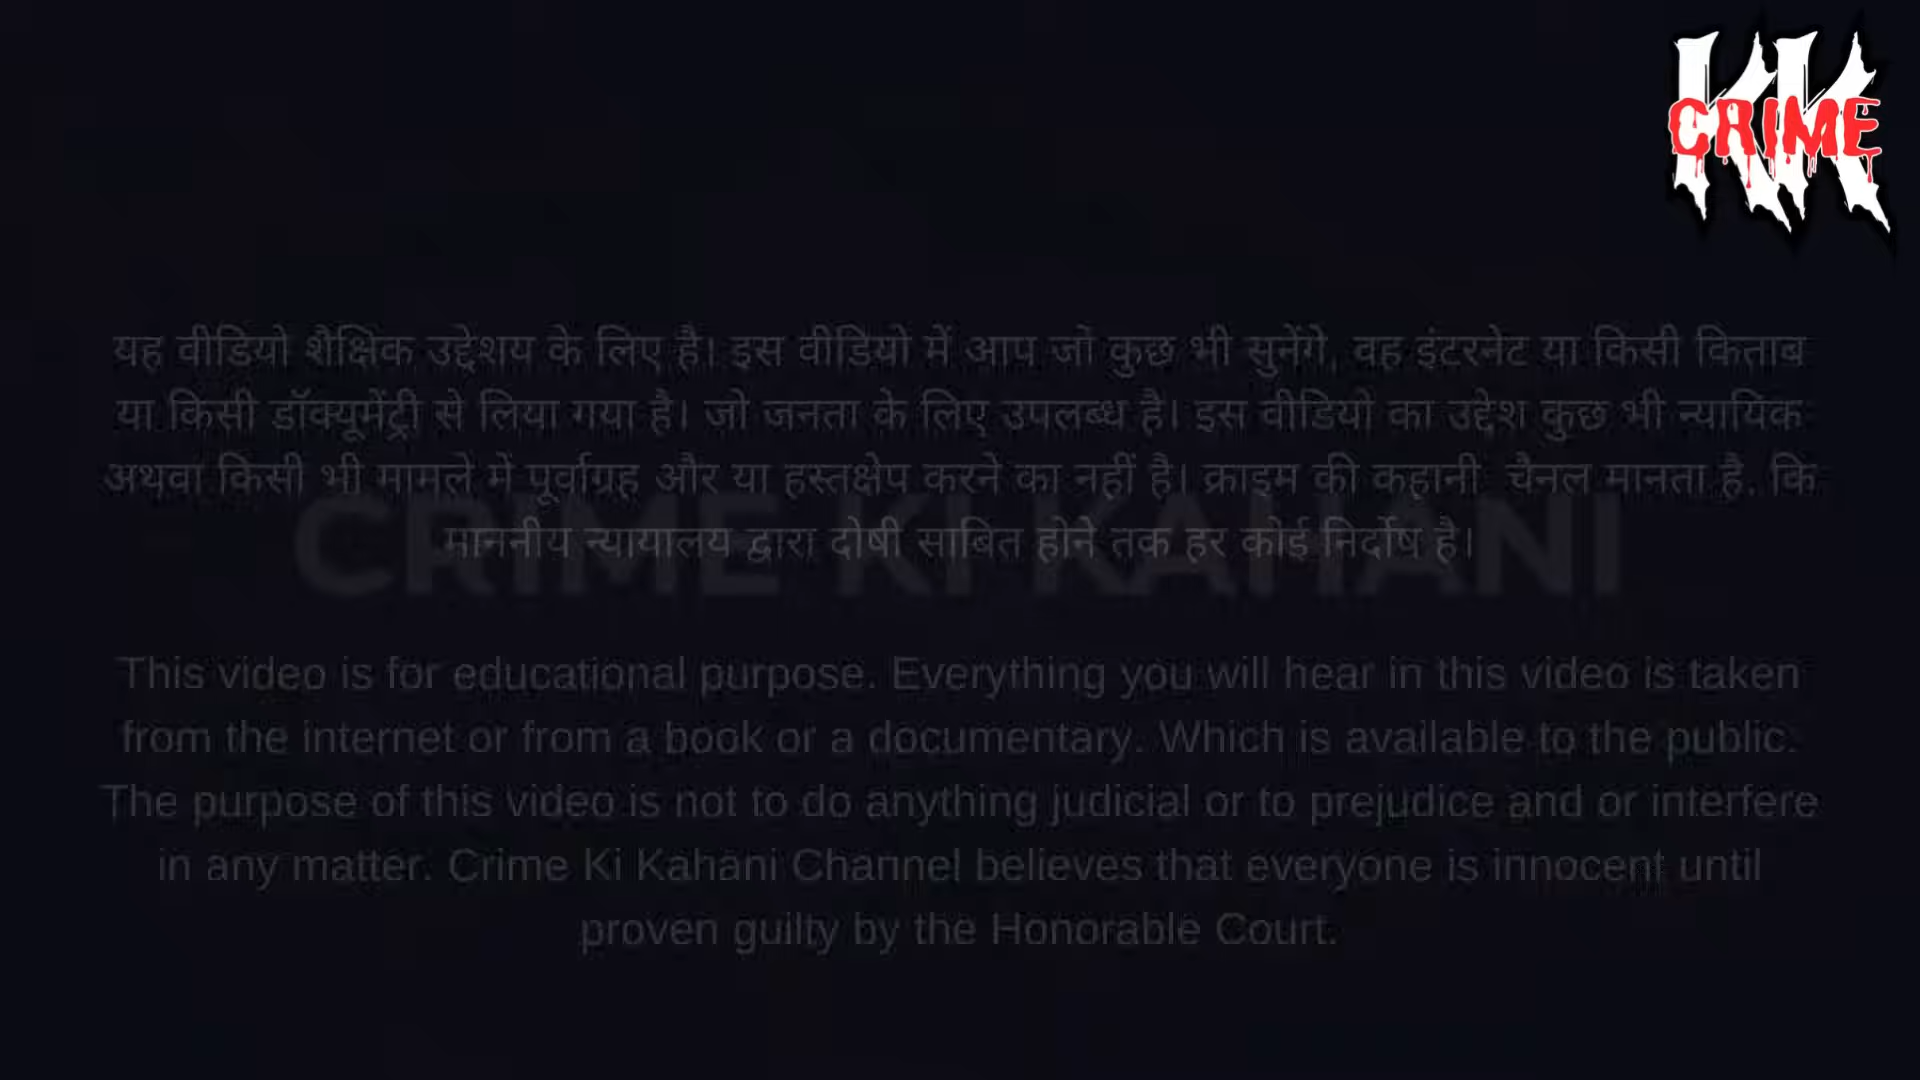 KK
CRIME
यह वीडियो शैक्षिक उद्देशय के लिए है। इस वीडियो में आप जो कुछ भी सुनेंगे, वह इंटरनेट या किसी किताब
या किसी डॉक्यूमेंट्री से लिया गया है। जो जनता के लिए उपलब्ध है। इस वीडियो का उद्देश कुछ भी न्यायिक
अथवा किसी भी मामले में पूर्वाग्रह और या हस्तक्षेप करने का नहीं है। क्राइम की कहानी चैनल मानता है. कि
माननीय न्यायालय द्वारा दोषी साबित होने तक हर कोई निर्दोष है।
CRIME KI KAHANI
This video is for educational purpose. Everything you will hear in this video is taken
from the internet or from a book or a documentary. Which is available to the public.
The purpose of this video is not to do anything judicial or to prejudice and or interfere
in any matter. Crime Ki Kahani Channel believes that everyone is innocent until
proven guilty by the Honorable Court.